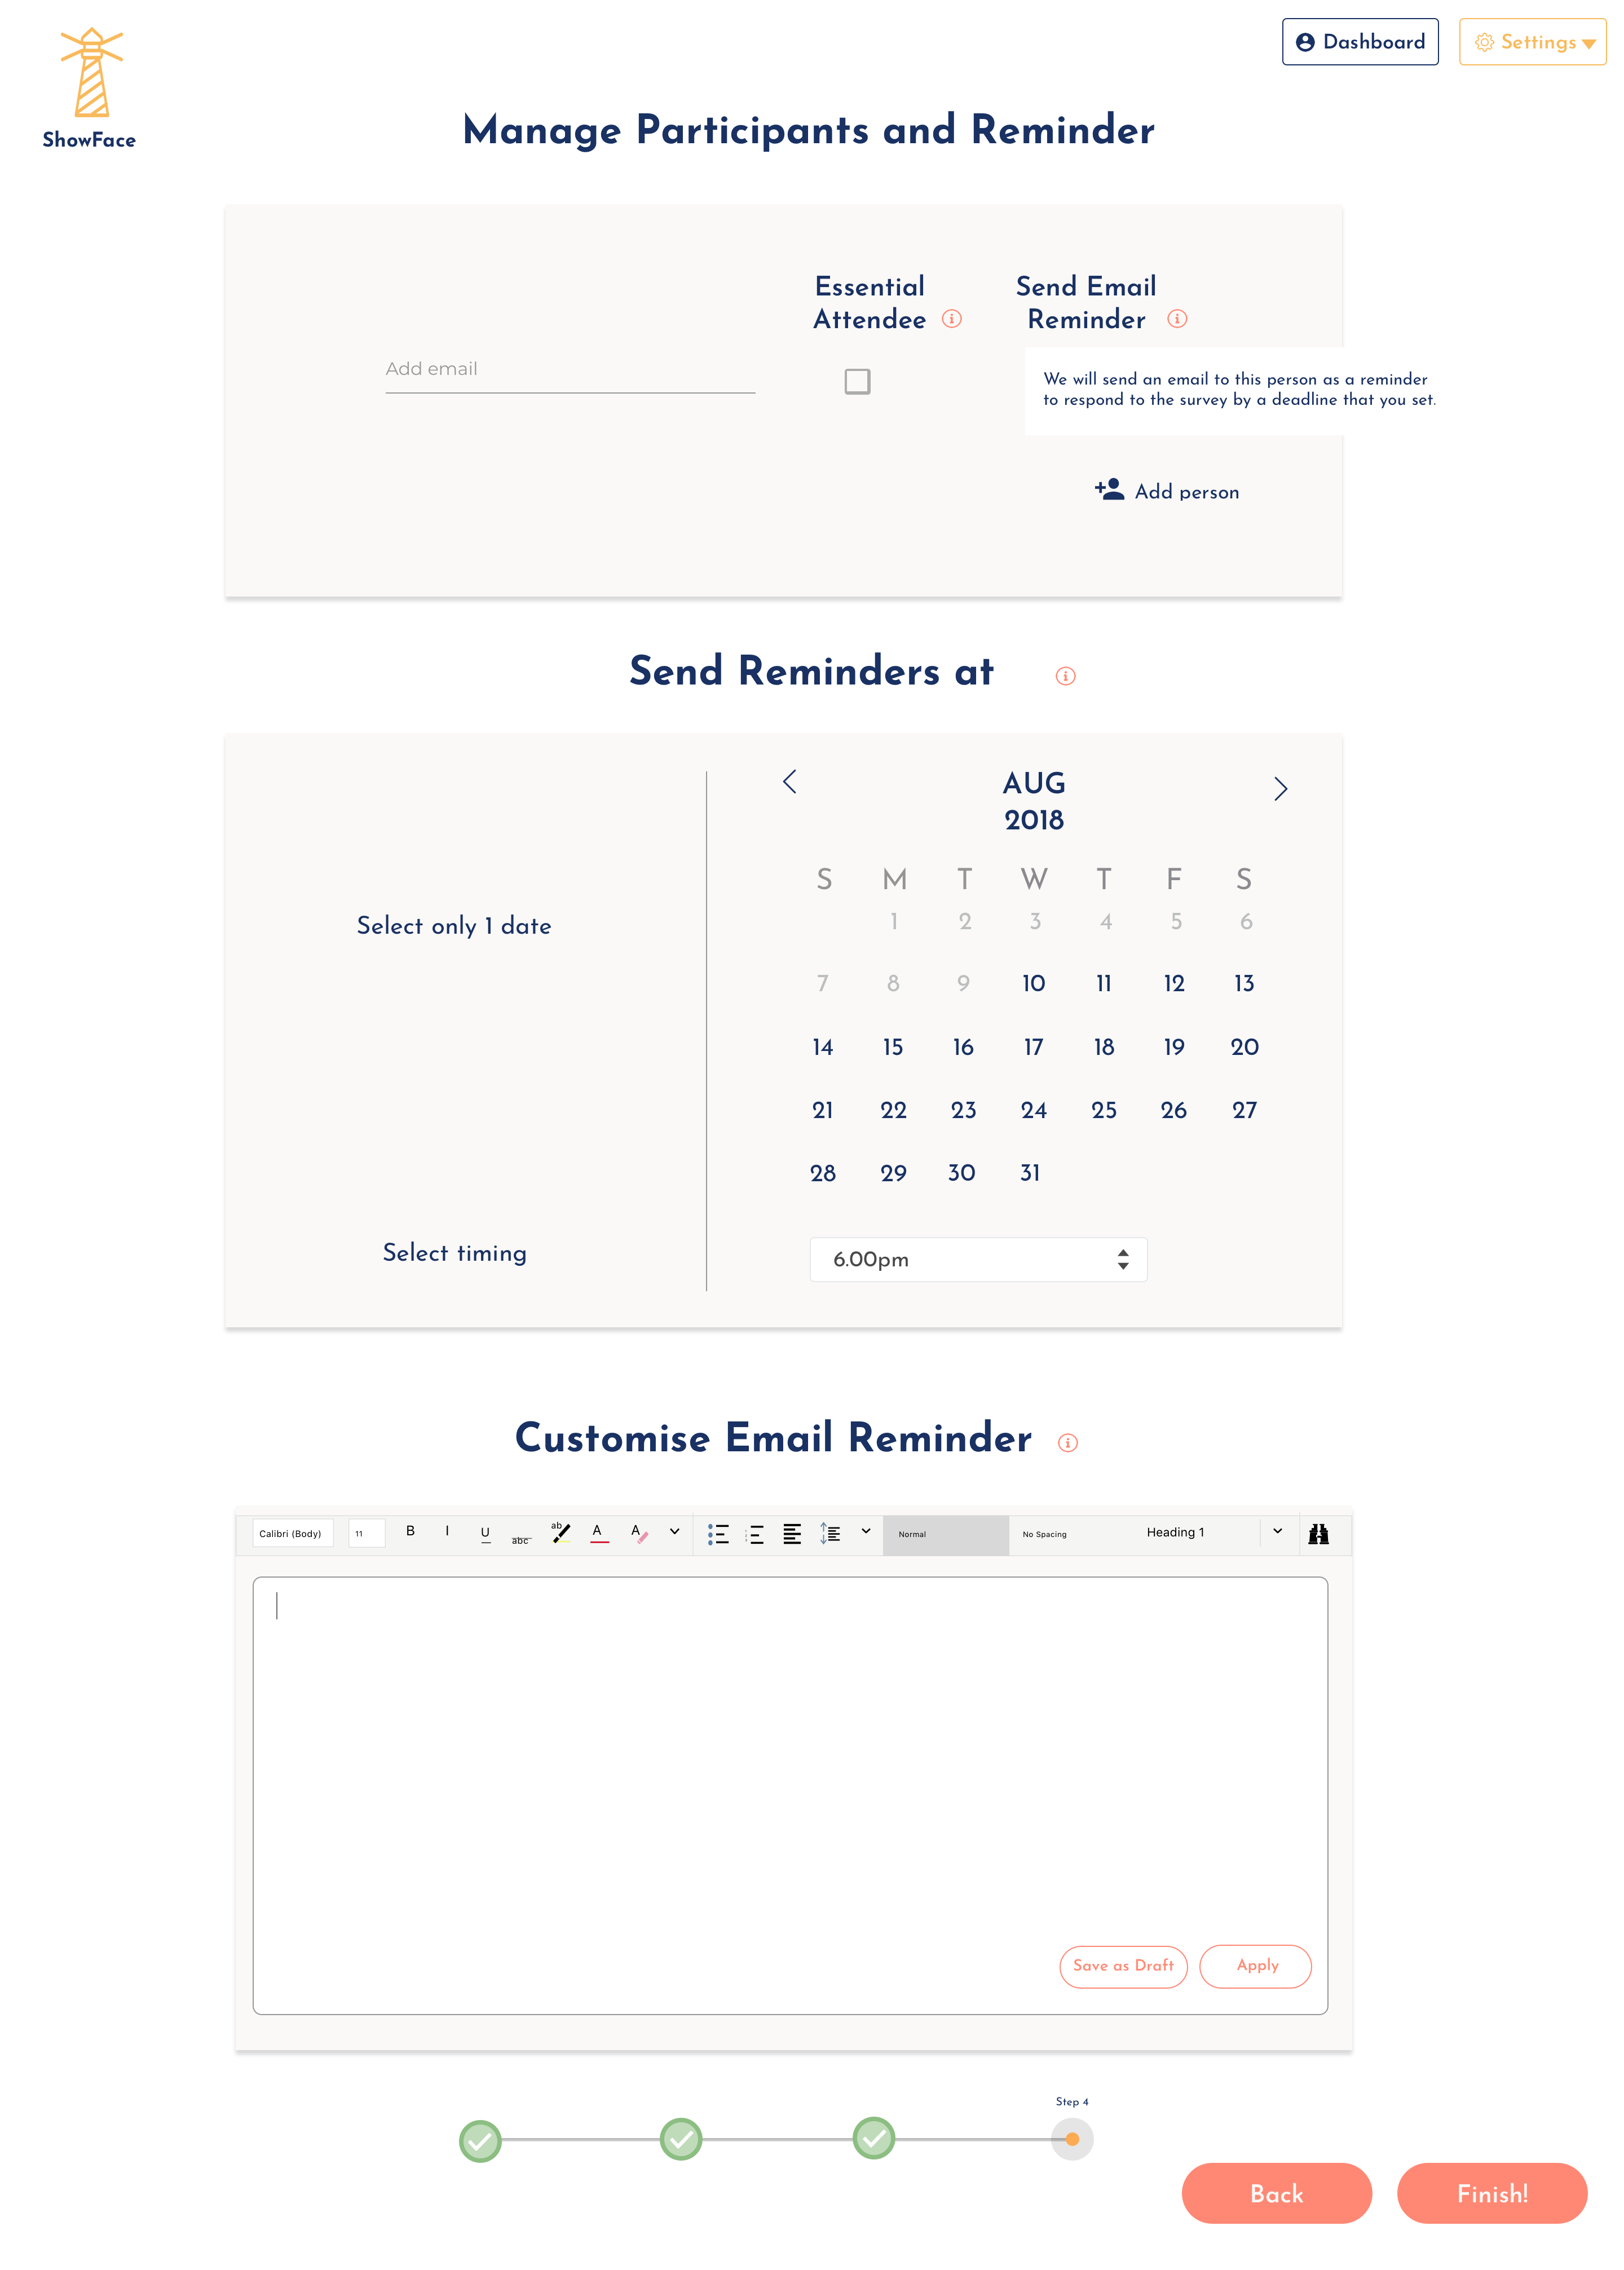 Dashboard
Settings
ShowFace
Manage Participants and Reminder
Essential
Attendee
Send Email
Reminder
Add email
We will send an email to this person as a reminder
to respond to the survey by a deadline that you set.
Add person
Send Reminders at
AUG
2018
S M T W T F S
1 2 3 4 5 6
7 8 9 10 11 12 13
14 15 16 17 18 19 20
21 22 23 24 25 26 27
28 29 30 31
Select only 1 date
Select timing
6.00pm
Customise Email Reminder
Calibri (Body) 11 B I U abc ab A A Normal No Spacing Heading 1
Save as Draft
Apply
Step 4
Back
Finish!